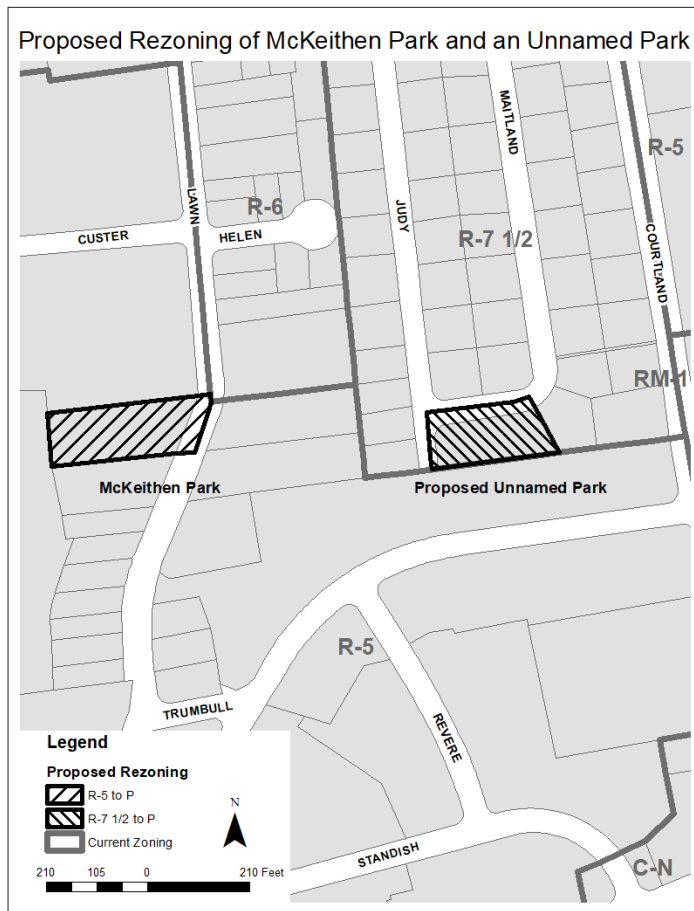 Proposed Rezoning of McKeithen Park and an Unnamed Park
MAITLAND
R-5
LAWN
R-6
JUDY
CUSTER
HELEN
R-7 1/2
COURTLAND
RM-1
McKeithen Park
Proposed Unnamed Park
R-5
TRUMBULL
REVERE
STANDISH
C-N
Legend
Proposed Rezoning
R-5 to P
R-7 1/2 to P
Current Zoning
N
210 105 0 210 Feet